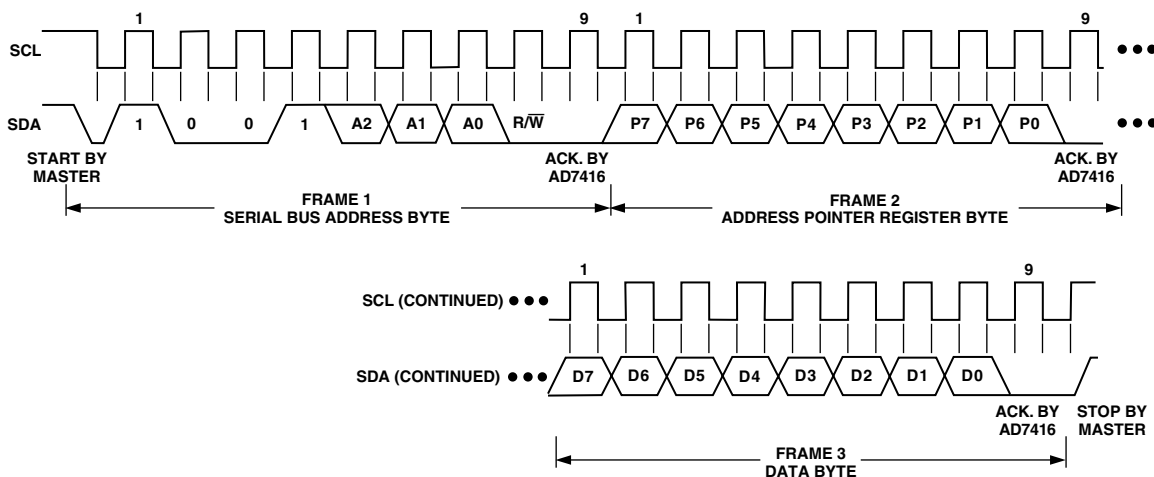 1 9 1 9
SCL
SDA 1 0 0 1 A2 A1 A0 R/W̅ P7 P6 P5 P4 P3 P2 P1 P0
START BY
MASTER
ACK. BY
AD7416
ACK. BY
AD7416
FRAME 1
SERIAL BUS ADDRESS BYTE
FRAME 2
ADDRESS POINTER REGISTER BYTE
1 9
SCL (CONTINUED)
SDA (CONTINUED) D7 D6 D5 D4 D3 D2 D1 D0
ACK. BY
AD7416
STOP BY
MASTER
FRAME 3
DATA BYTE